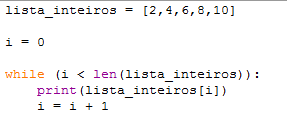 lista_inteiros = [2,4,6,8,10]
i = 0
while (i < len(lista_inteiros)):
    print(lista_inteiros[i])
    i = i + 1